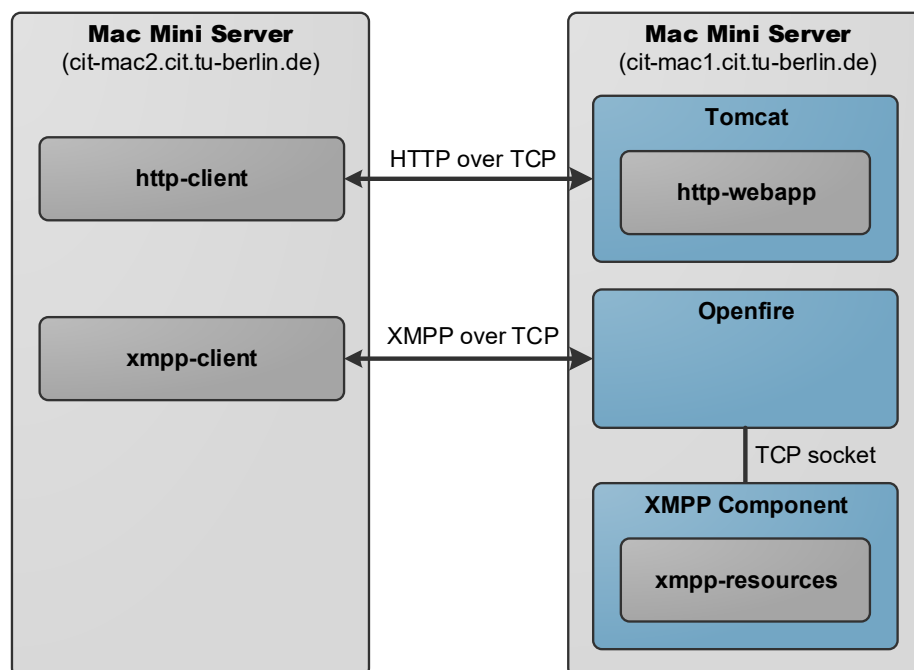 Mac Mini Server
(cit-mac2.cit.tu-berlin.de)
http-client
xmpp-client
HTTP over TCP
XMPP over TCP
Mac Mini Server
(cit-mac1.cit.tu-berlin.de)
Tomcat
http-webapp
Openfire
TCP socket
XMPP Component
xmpp-resources